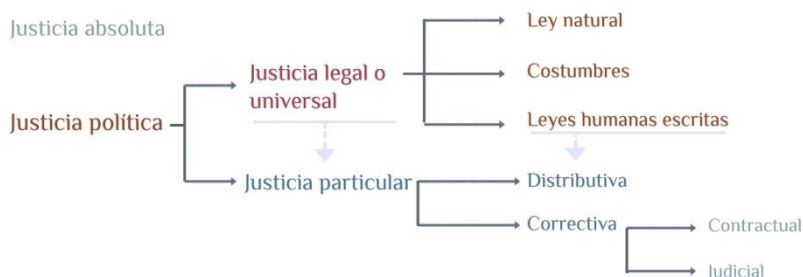 Justicia absoluta
Ley natural
Justicia legal o
universal
Costumbres
Justicia política
Leyes humanas escritas
Justicia particular
Distributiva
Correctiva
Contractual
Judicial